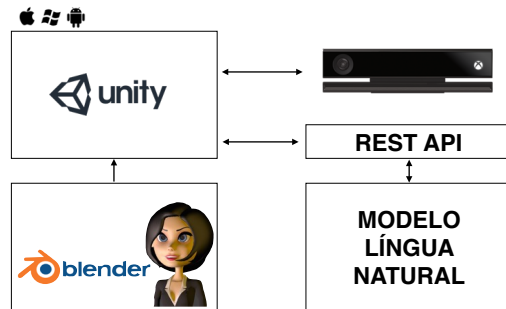 unity
REST API
blender
MODELO
LÍNGUA
NATURAL